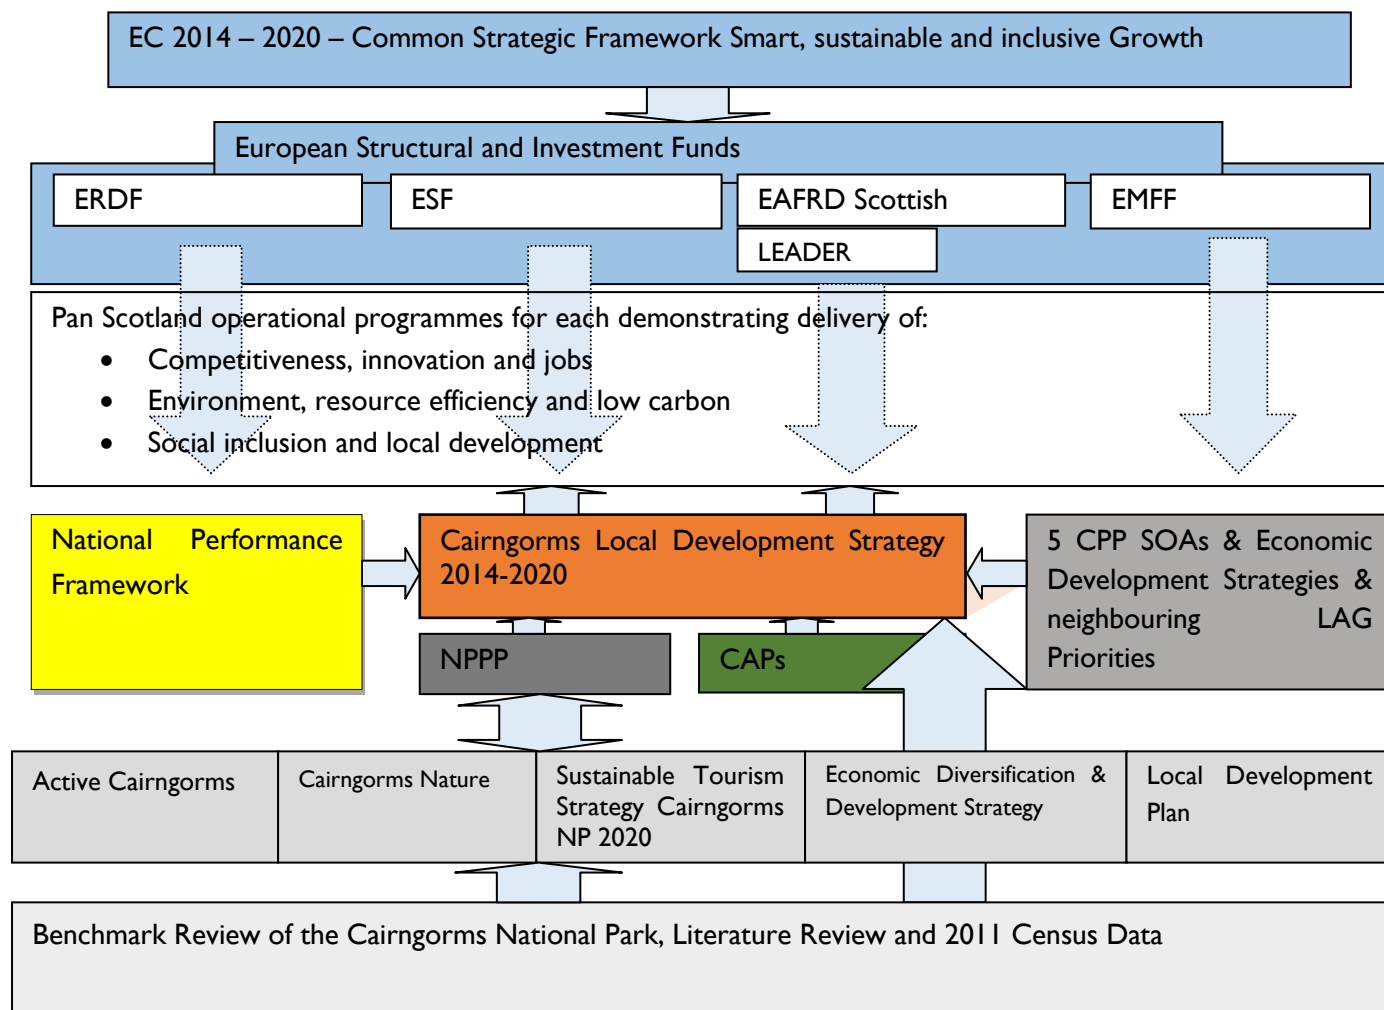 EC 2014 – 2020 – Common Strategic Framework Smart, sustainable and inclusive Growth
European Structural and Investment Funds
ERDF
ESF
EAFRD Scottish
EMFF
LEADER
Pan Scotland operational programmes for each demonstrating delivery of:
• Competitiveness, innovation and jobs
• Environment, resource efficiency and low carbon
• Social inclusion and local development
National Performance
Framework
Cairngorms Local Development Strategy
2014-2020
5 CPP SOAs & Economic
Development Strategies &
neighbouring LAG
Priorities
NPPP
CAPs
Active Cairngorms
Cairngorms Nature
Sustainable Tourism
Strategy Cairngorms
NP 2020
Economic Diversification &
Development Strategy
Local Development
Plan
Benchmark Review of the Cairngorms National Park, Literature Review and 2011 Census Data